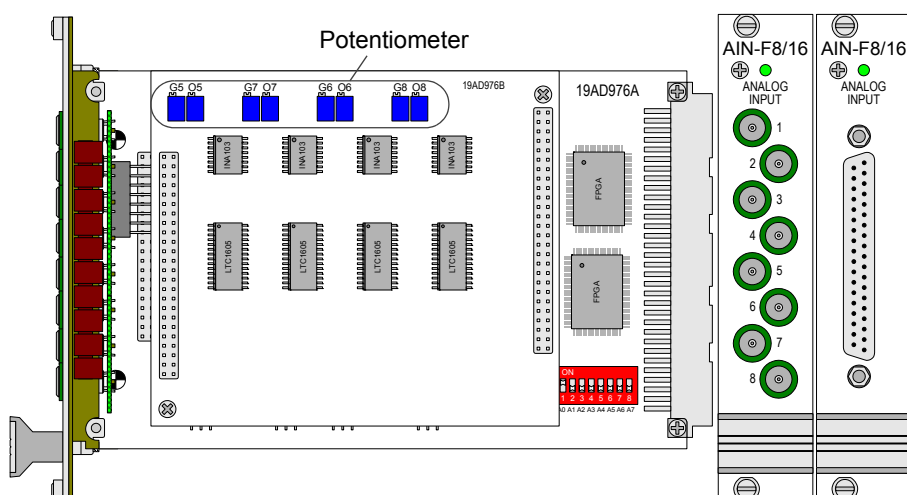 Potentiometer
G5 O5 G7 O7 G6 O6 G8 O8
19AD976B
19AD976A
INA103 INA103 INA103 INA103
LTC1605 LTC1605 LTC1605 LTC1605
FPGA
FPGA
ON
1 2 3 4 5 6 7 8
A0 A1 A2 A3 A4 A5 A6 A7
AIN-F8/16
ANALOG
INPUT
1
2
3
4
5
6
7
8
AIN-F8/16
ANALOG
INPUT